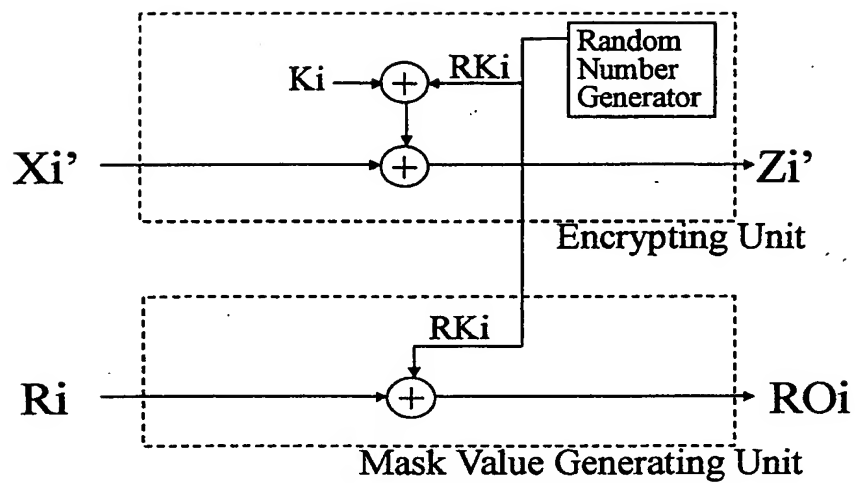 Random
Number
Generator
Ki
RKi
Xi’
Zi’
Encrypting Unit
RKi
Ri
ROi
Mask Value Generating Unit